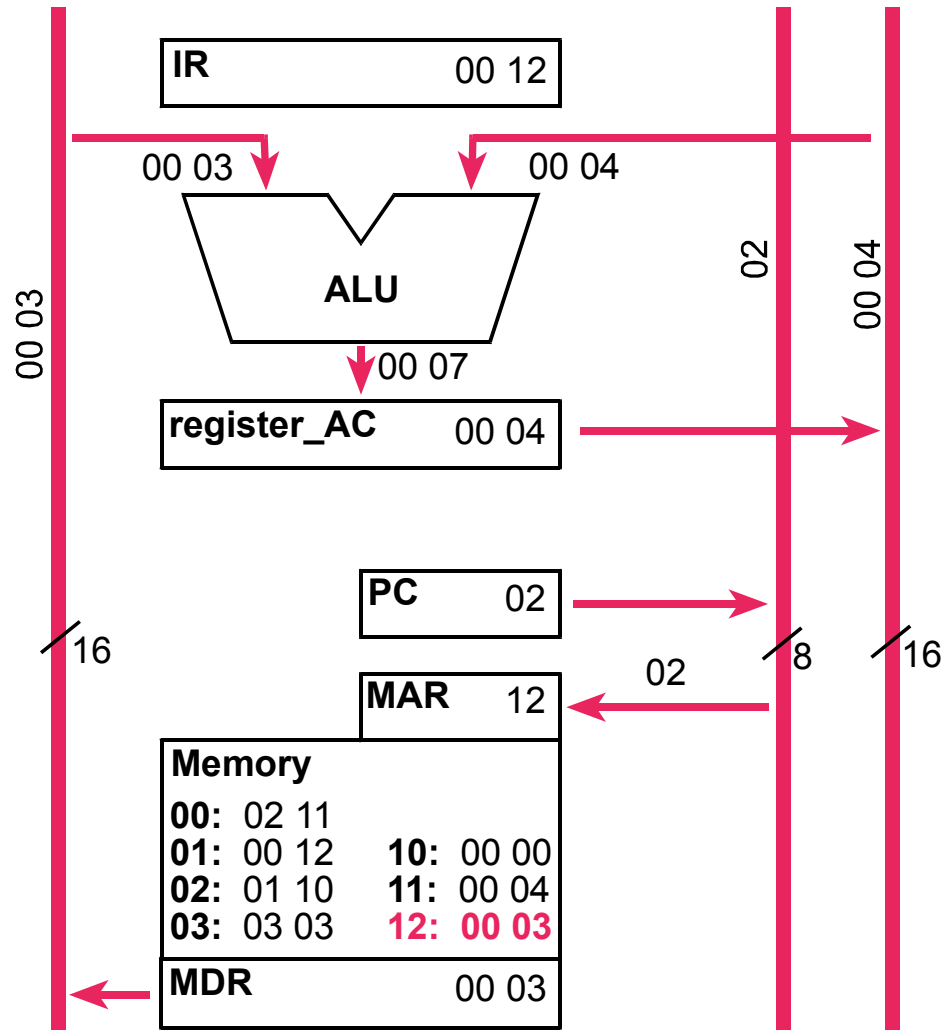 IR 00 12
00 03 00 04
02
00 04
00 03
ALU
00 07
register_AC 00 04
PC 02
16 8 16
02
MAR 12
Memory
00: 02 11
01: 00 12 10: 00 00
02: 01 10 11: 00 04
03: 03 03 12: 00 03
MDR 00 03